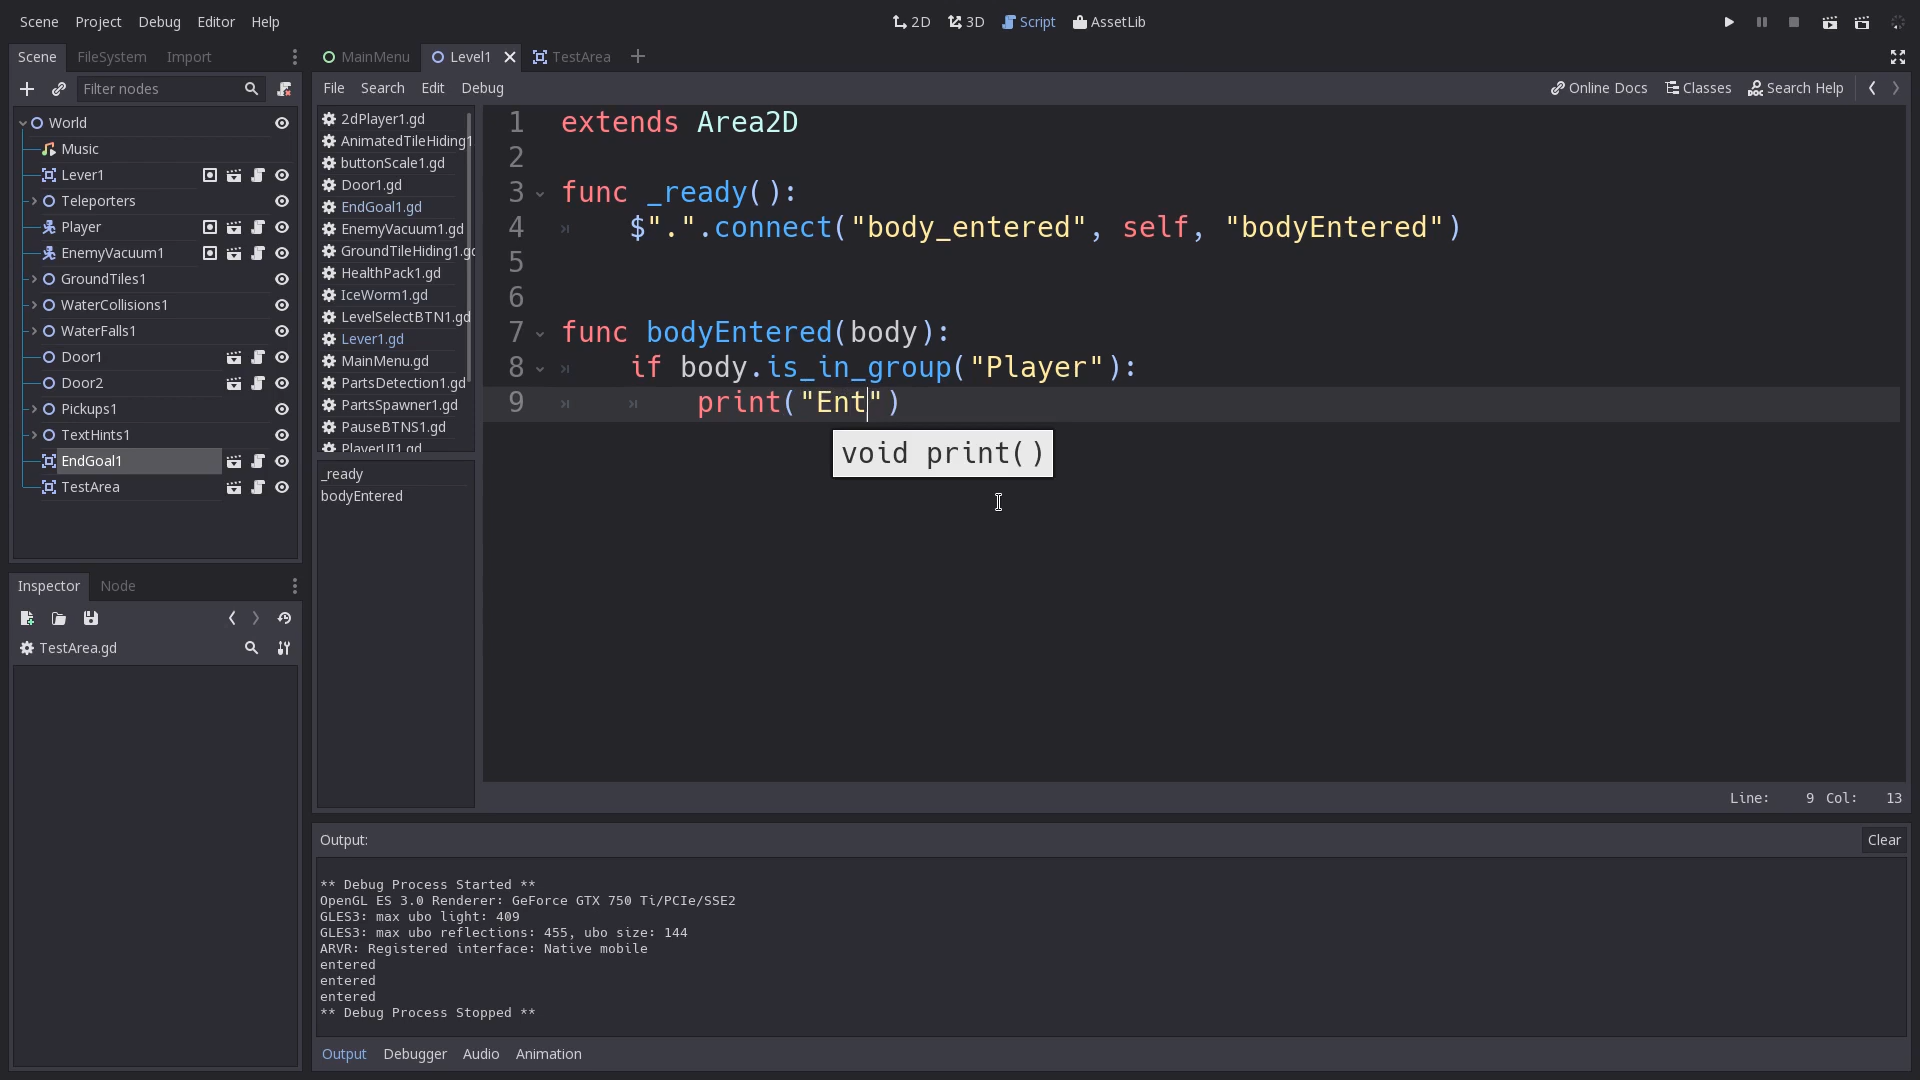 Scene Project Debug Editor Help
2D 3D Script AssetLib
Scene FileSystem Import
MainMenu Level1 TestArea
Filter nodes
File Search Edit Debug
Online Docs Classes Search Help
World
Music
Lever1
Teleporters
Player
EnemyVacuum1
GroundTiles1
WaterCollisions1
WaterFalls1
Door1
Door2
Pickups1
TextHints1
EndGoal1
TestArea
2dPlayer1.gd
AnimatedTileHiding1
buttonScale1.gd
Door1.gd
EndGoal1.gd
EnemyVacuum1.gd
GroundTileHiding1.gd
HealthPack1.gd
IceWorm1.gd
LevelSelectBTN1.gd
Lever1.gd
MainMenu.gd
PartsDetection1.gd
PartsSpawner1.gd
PauseBTNS1.gd
PlayerUI1.gd
_ready
bodyEntered
1 extends Area2D
2
3 func _ready():
4 $".".connect("body_entered", self, "bodyEntered")
5
6
7 func bodyEntered(body):
8 if body.is_in_group("Player"):
9 print("Ent")
void print()
Line: 9 Col: 13
Inspector Node
TestArea.gd
Output:
Clear
** Debug Process Started **
OpenGL ES 3.0 Renderer: GeForce GTX 750 Ti/PCIe/SSE2
GLES3: max ubo light: 409
GLES3: max ubo reflections: 455, ubo size: 144
ARVR: Registered interface: Native mobile
entered
entered
entered
** Debug Process Stopped **
Output Debugger Audio Animation